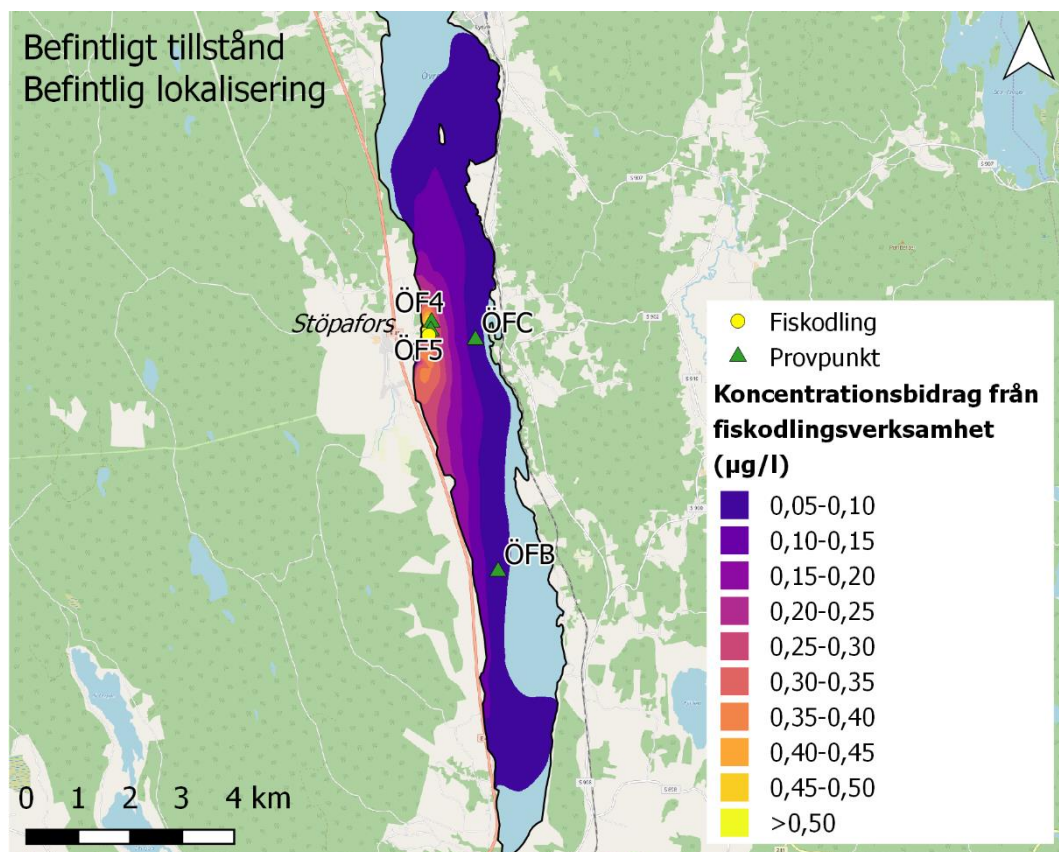 Befintligt tillstånd
Befintlig lokalisering
ÖF4
Stöpafors
ÖFC
ÖF5
ÖFB
Fiskodling
Provpunkt
Koncentrationsbidrag från
fiskodlingsverksamhet
(µg/l)
0,05-0,10
0,10-0,15
0,15-0,20
0,20-0,25
0,25-0,30
0,30-0,35
0,35-0,40
0,40-0,45
0,45-0,50
>0,50
0 1 2 3 4 km